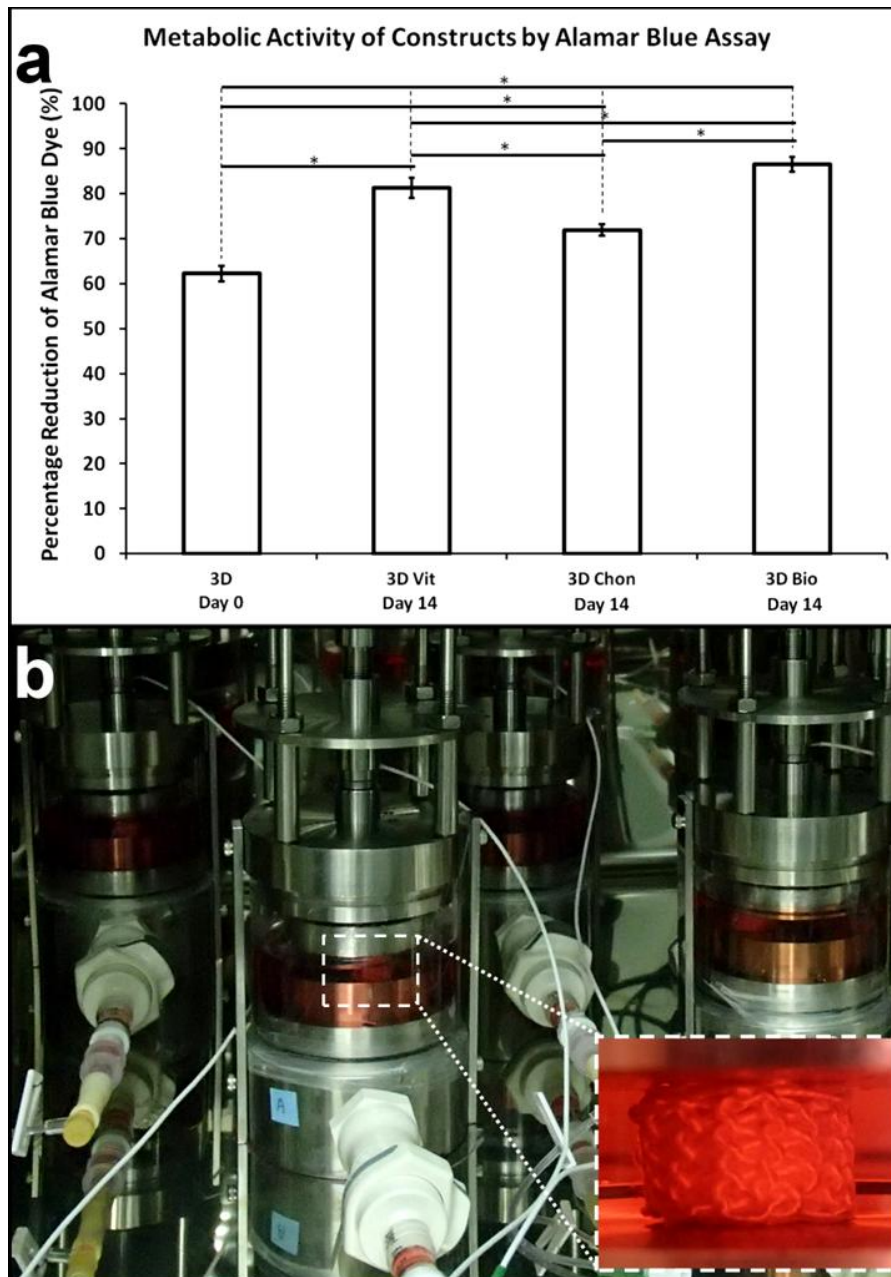 a
Metabolic Activity of Constructs by Alamar Blue Assay
Percentage Reduction of Alamar Blue Dye (%)
100
90
80
70
60
50
40
30
20
10
0
*
*
*
*
*
*
3D
Day 0
3D Vit
Day 14
3D Chon
Day 14
3D Bio
Day 14
b
A